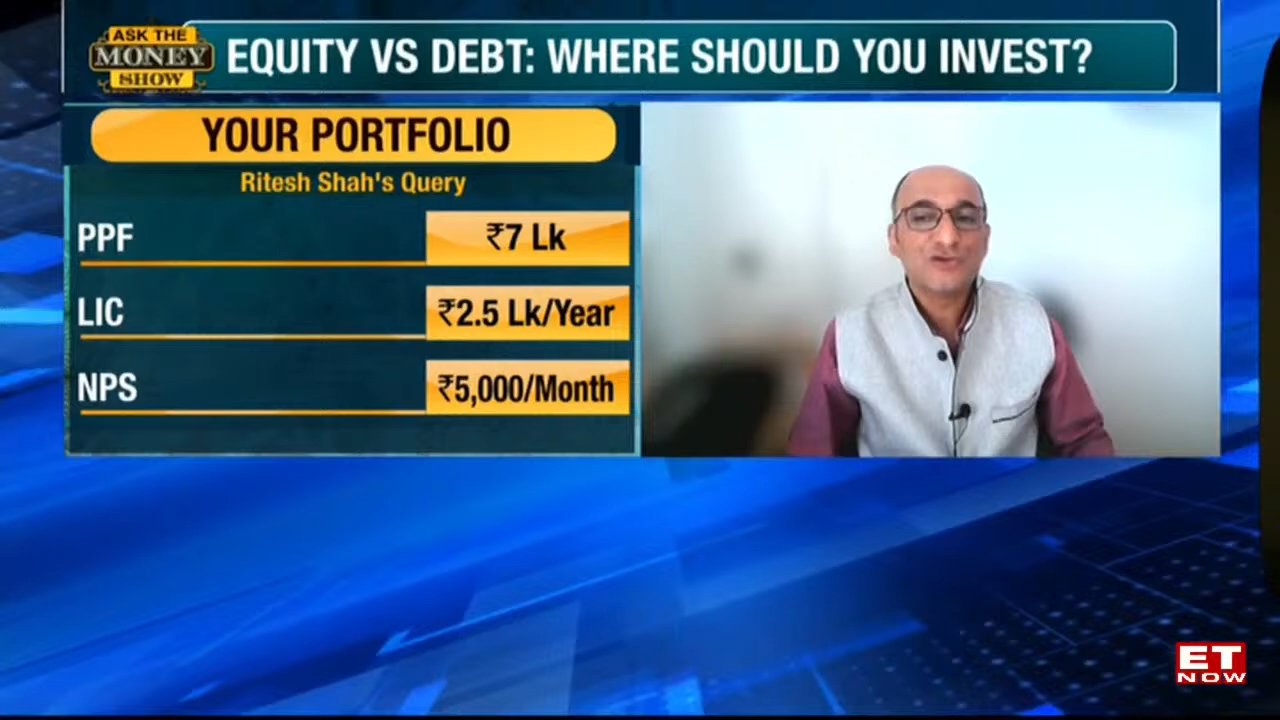 ASK THE
MONEY
SHOW
EQUITY VS DEBT: WHERE SHOULD YOU INVEST?
YOUR PORTFOLIO
Ritesh Shah's Query
PPF ₹7 Lk
LIC ₹2.5 Lk/Year
NPS ₹5,000/Month
ET
NOW